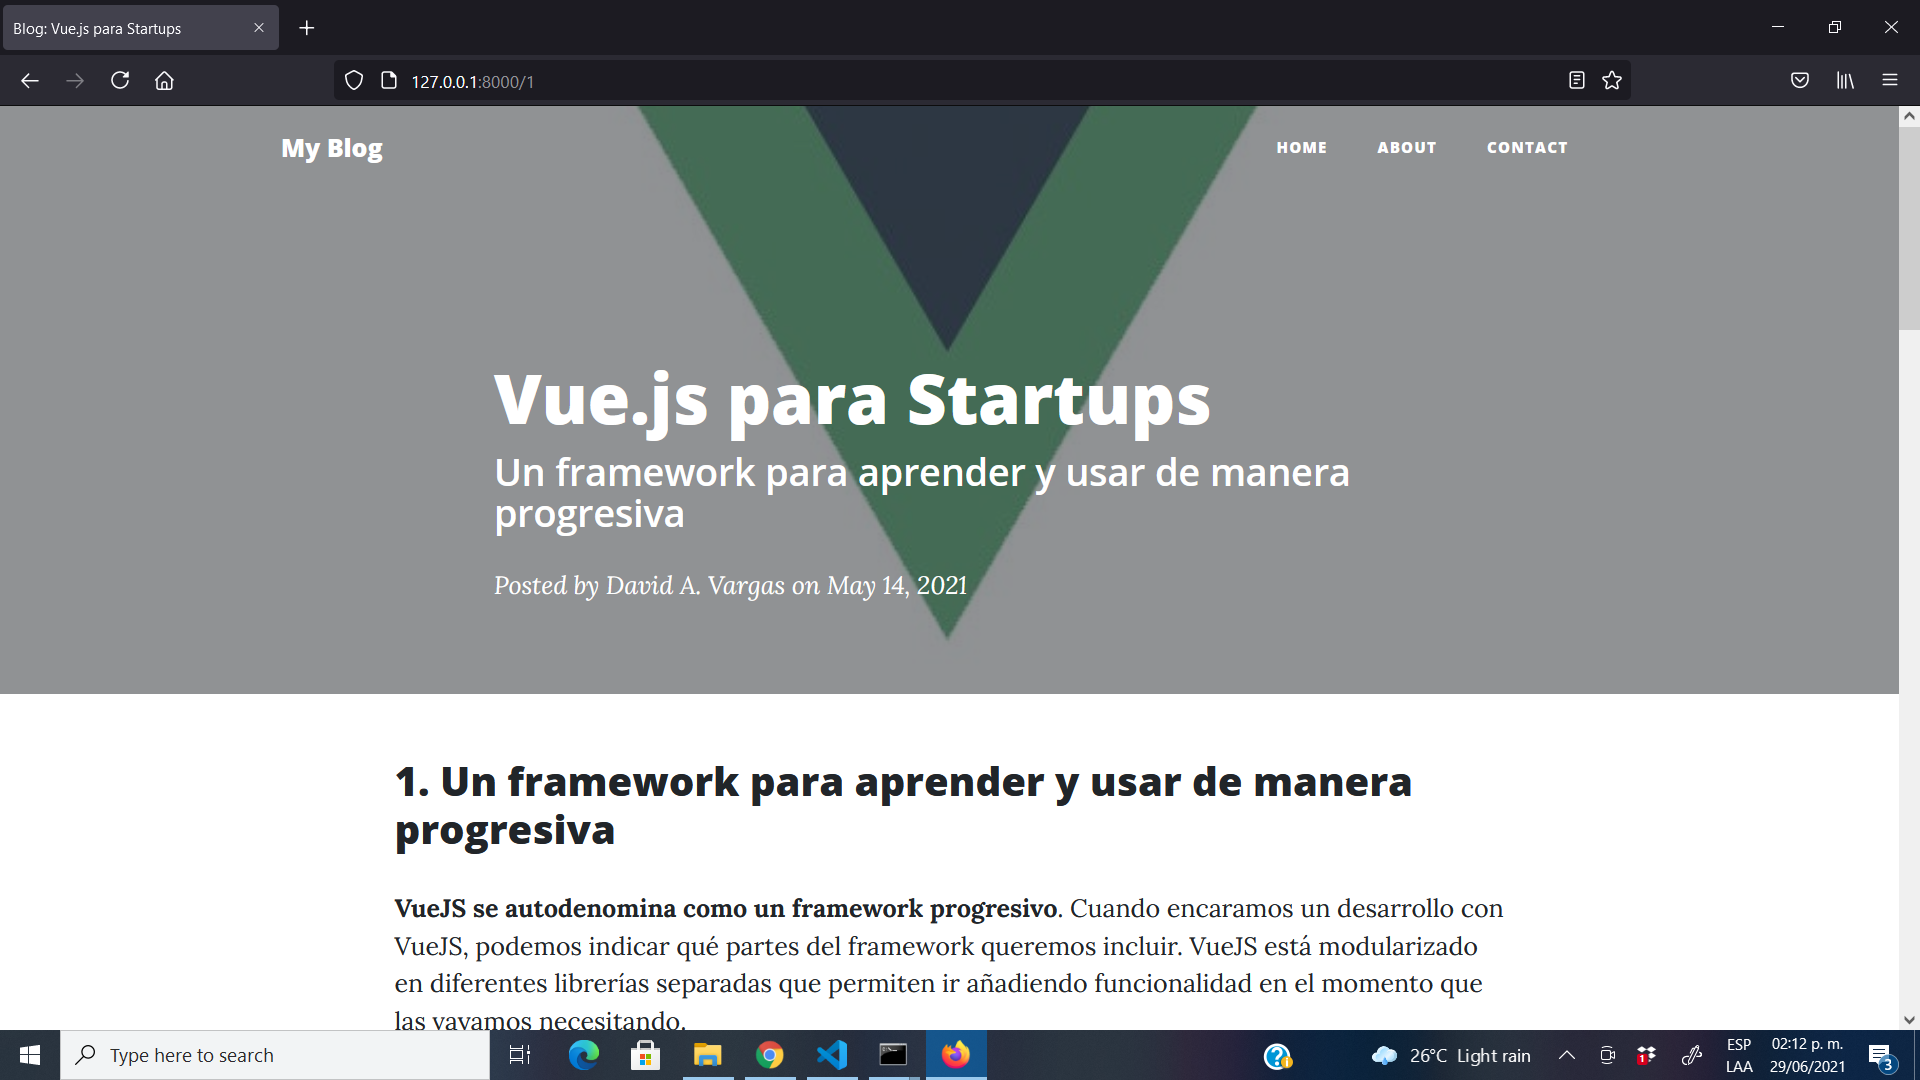 Blog: Vue.js para Startups
127.0.0.1:8000/1
My Blog
HOME ABOUT CONTACT
Vue.js para Startups
Un framework para aprender y usar de manera
progresiva
Posted by David A. Vargas on May 14, 2021
1. Un framework para aprender y usar de manera
progresiva
VueJS se autodenomina como un framework progresivo. Cuando encaramos un desarrollo con
VueJS, podemos indicar qué partes del framework queremos incluir. VueJS está modularizado
en diferentes librerías separadas que permiten ir añadiendo funcionalidad en el momento que
las vayamos necesitando.
Type here to search
26°C Light rain
1
ESP
LAA
02:12 p. m.
29/06/2021
3